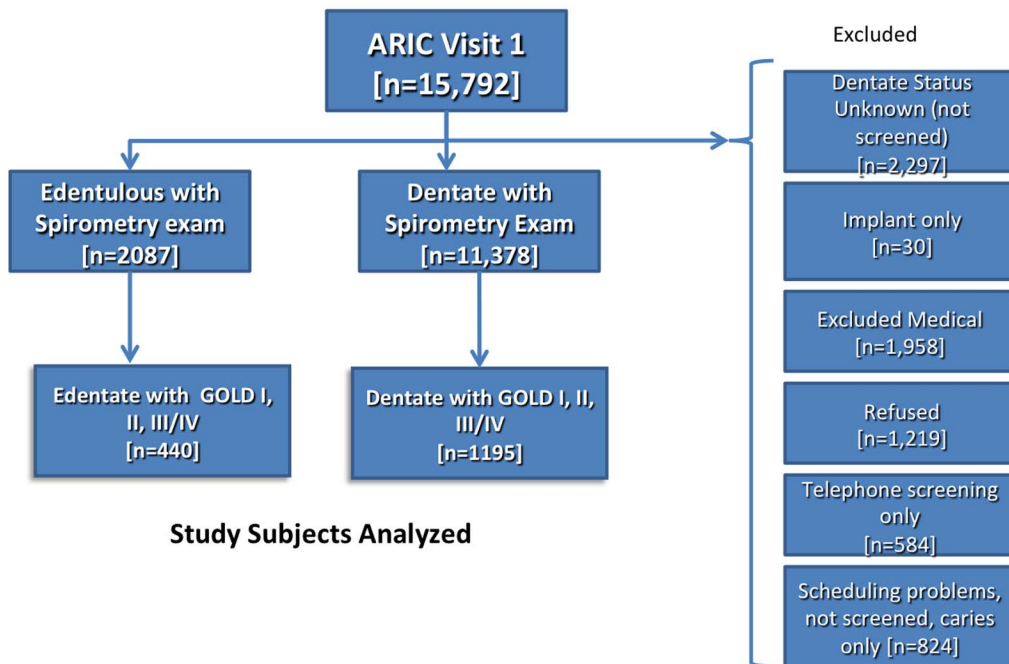 ARIC Visit 1
[n=15,792]
Edentulous with
Spirometry exam
[n=2087]
Dentate with
Spirometry Exam
[n=11,378]
Edentate with GOLD I,
II, III/IV
[n=440]
Dentate with GOLD I, II,
III/IV
[n=1195]
Study Subjects Analyzed
Excluded
Dentate Status
Unknown (not
screened)
[n=2,297]
Implant only
[n=30]
Excluded Medical
[n=1,958]
Refused
[n=1,219]
Telephone screening
only
[n=584]
Scheduling problems,
not screened, caries
only [n=824]